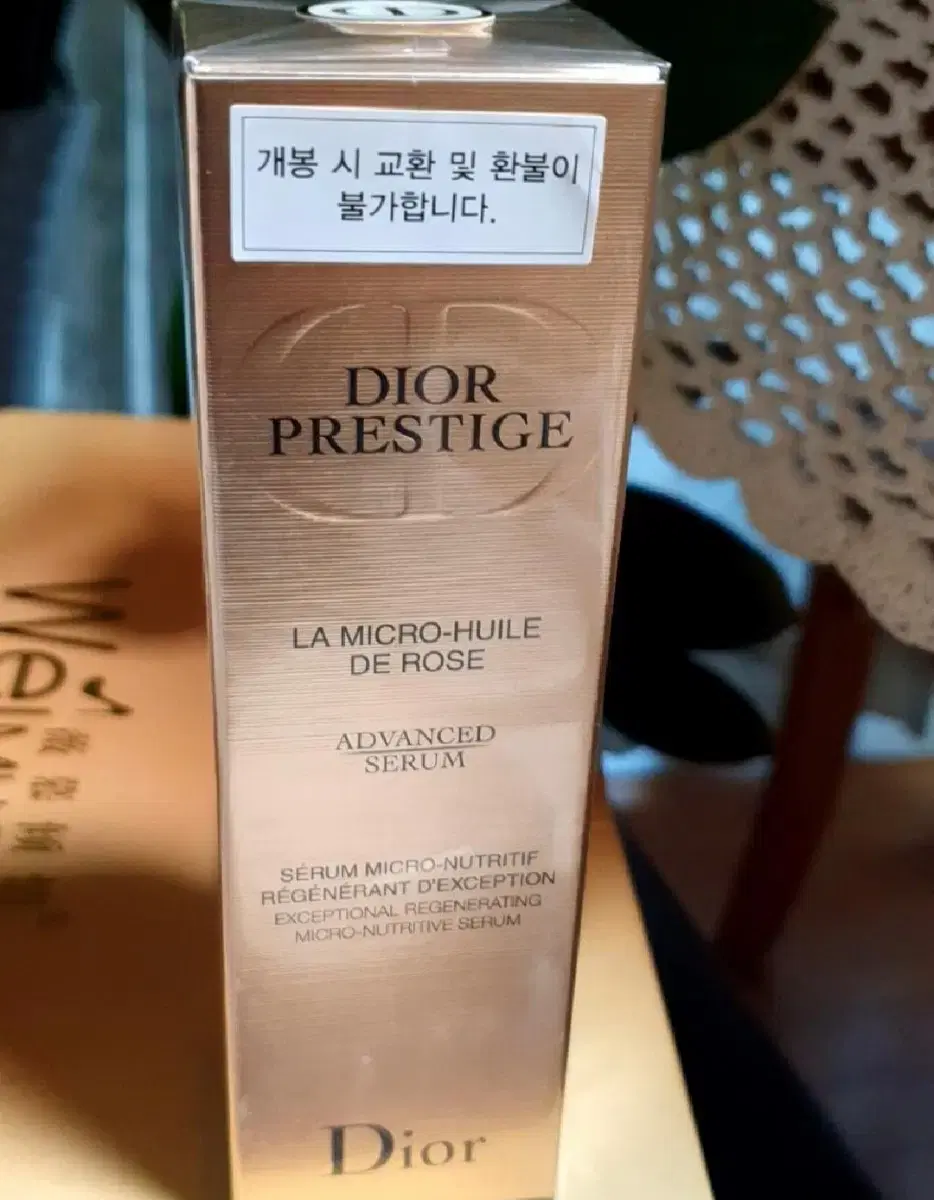 개봉 시 교환 및 환불이
불가합니다.
DIOR
PRESTIGE
LA MICRO-HUILE
DE ROSE
ADVANCED
SERUM
SÉRUM MICRO-NUTRITIF
RÉGÉNÉRANT D'EXCEPTION
EXCEPTIONAL REGENERATING
MICRO-NUTRITIVE SERUM
Dior